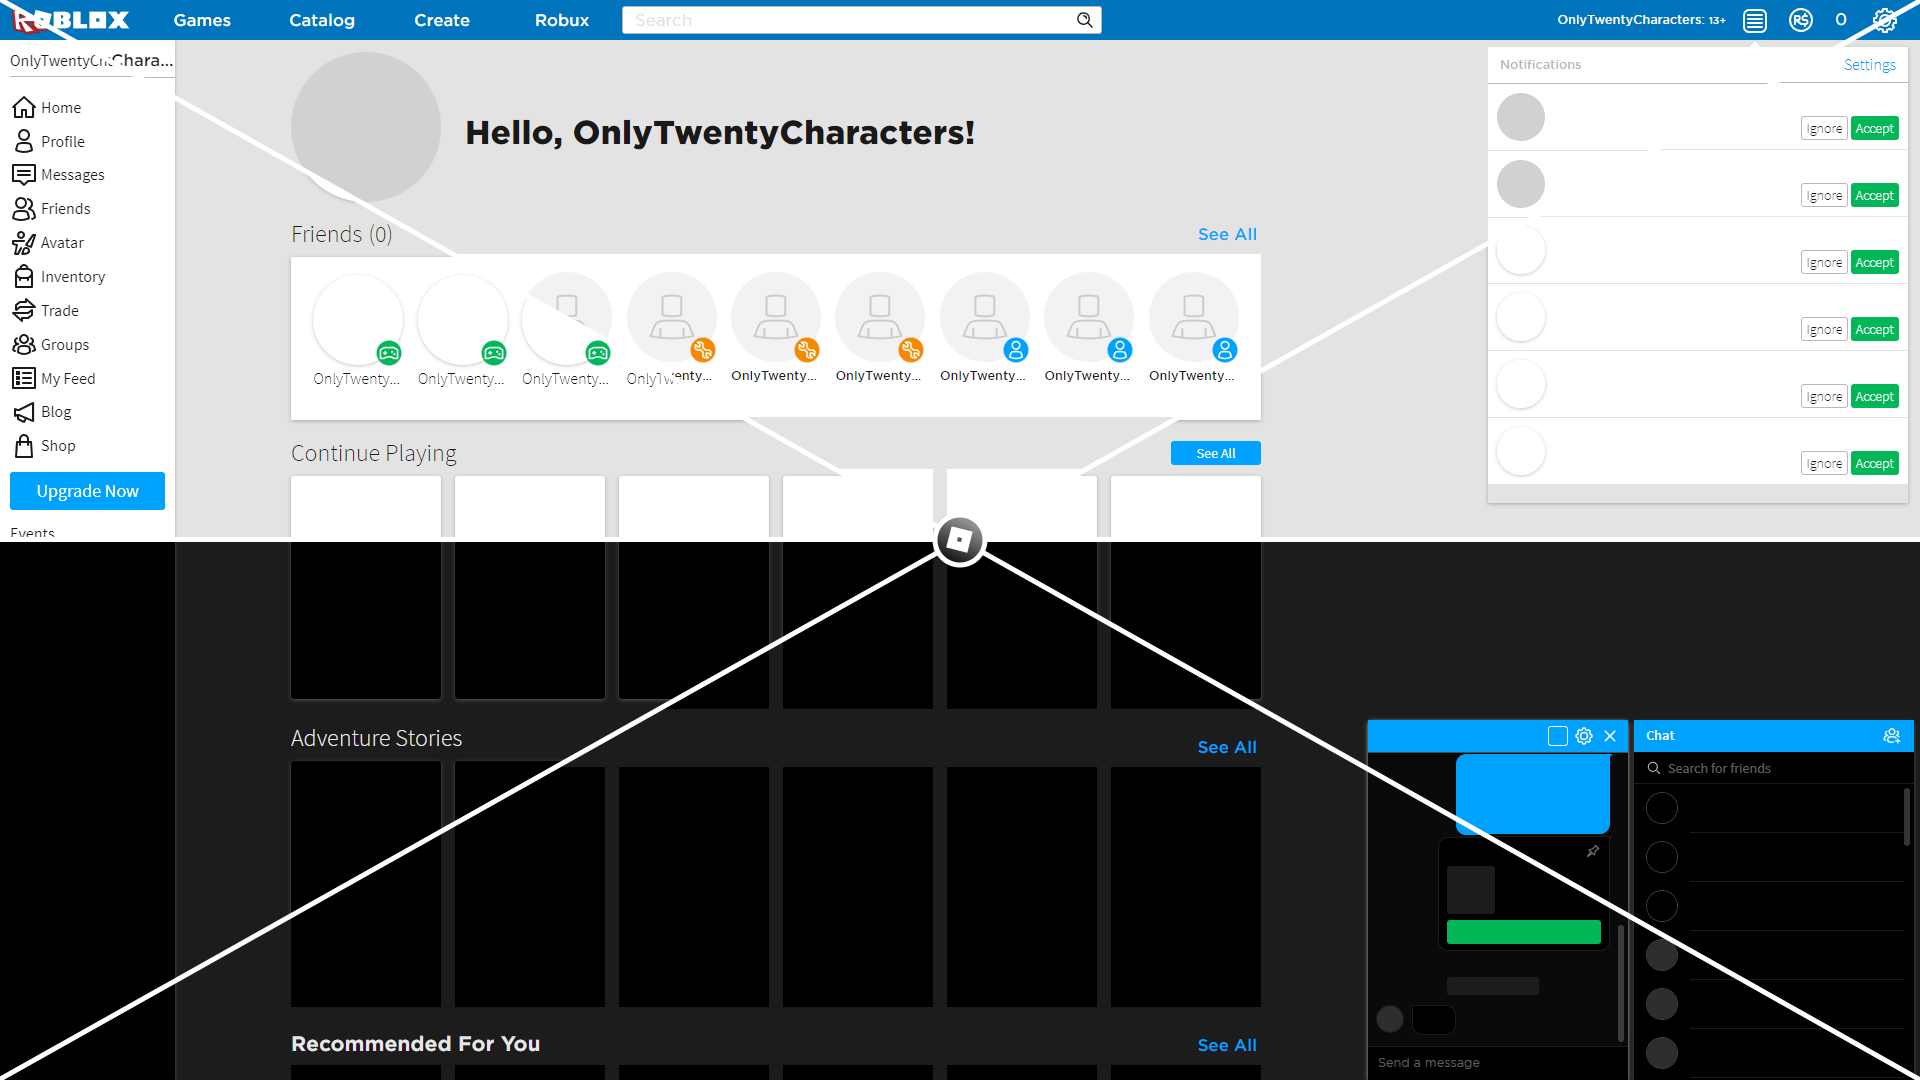 ROBLOX Games Catalog Create Robux Search OnlyTwentyCharacters: 13+ R$ 0
OnlyTwentyCh Chara...
Home
Profile
Messages
Friends
Avatar
Inventory
Trade
Groups
My Feed
Blog
Shop
Upgrade Now
Events
Hello, OnlyTwentyCharacters!
Friends (0) See All
OnlyTwenty... OnlyTwenty... OnlyTwenty... OnlyTwenty... OnlyTwenty... OnlyTwenty... OnlyTwenty... OnlyTwenty... OnlyTwenty...
Continue Playing See All
Notifications Settings
Ignore Accept
Ignore Accept
Ignore Accept
Ignore Accept
Ignore Accept
Ignore Accept
Adventure Stories See All
Recommended For You See All
Chat
Search for friends
Send a message